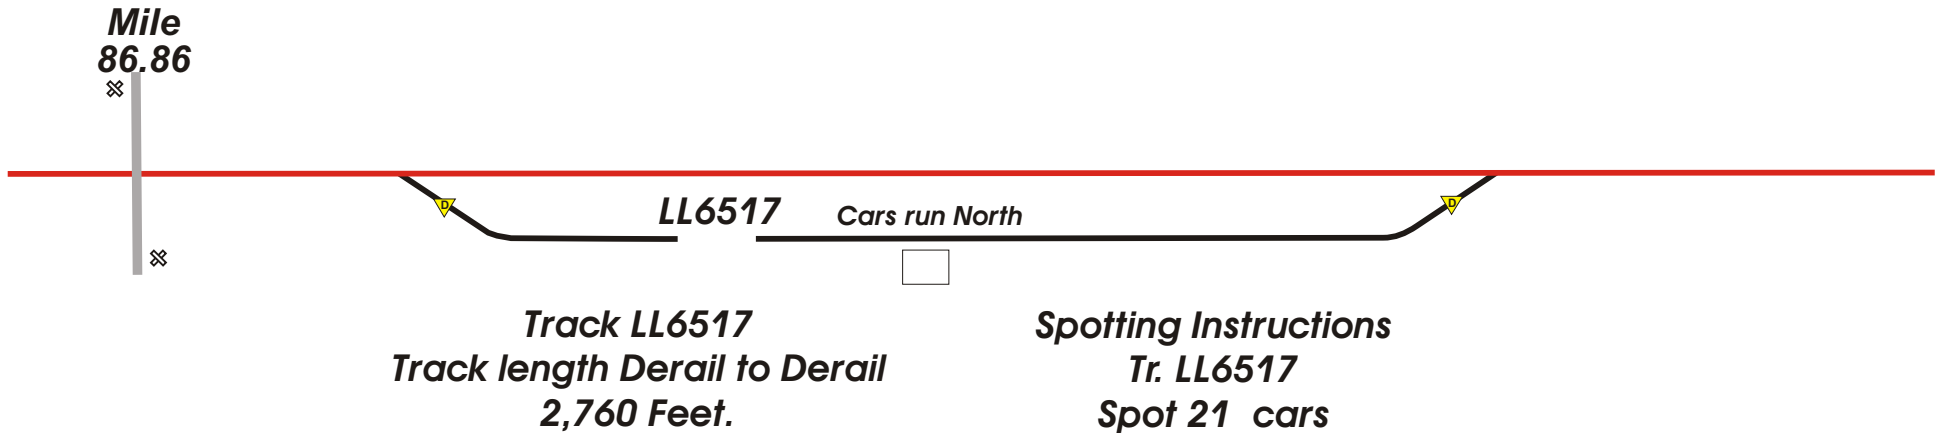 Mile
86.86
D
LL6517
Cars run North
D
Track LL6517
Track length Derail to Derail
2,760 Feet.
Spotting Instructions
Tr. LL6517
Spot 21 cars